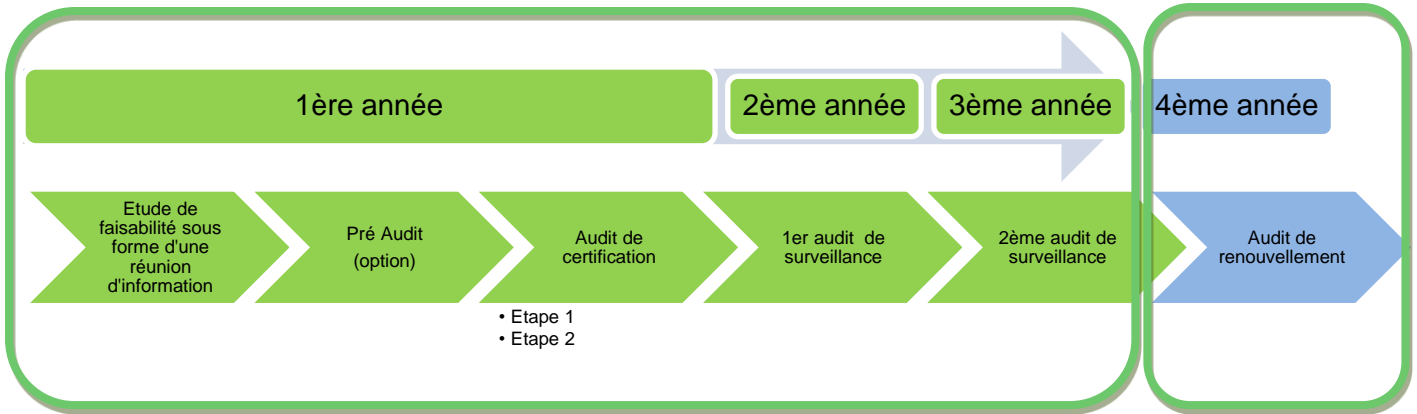 1ère année
2ème année
3ème année
4ème année
Etude de
faisabilité sous
forme d'une
réunion
d'information
Pré Audit
(option)
Audit de
certification
• Etape 1
• Etape 2
1er audit de
surveillance
2ème audit de
surveillance
Audit de
renouvellement